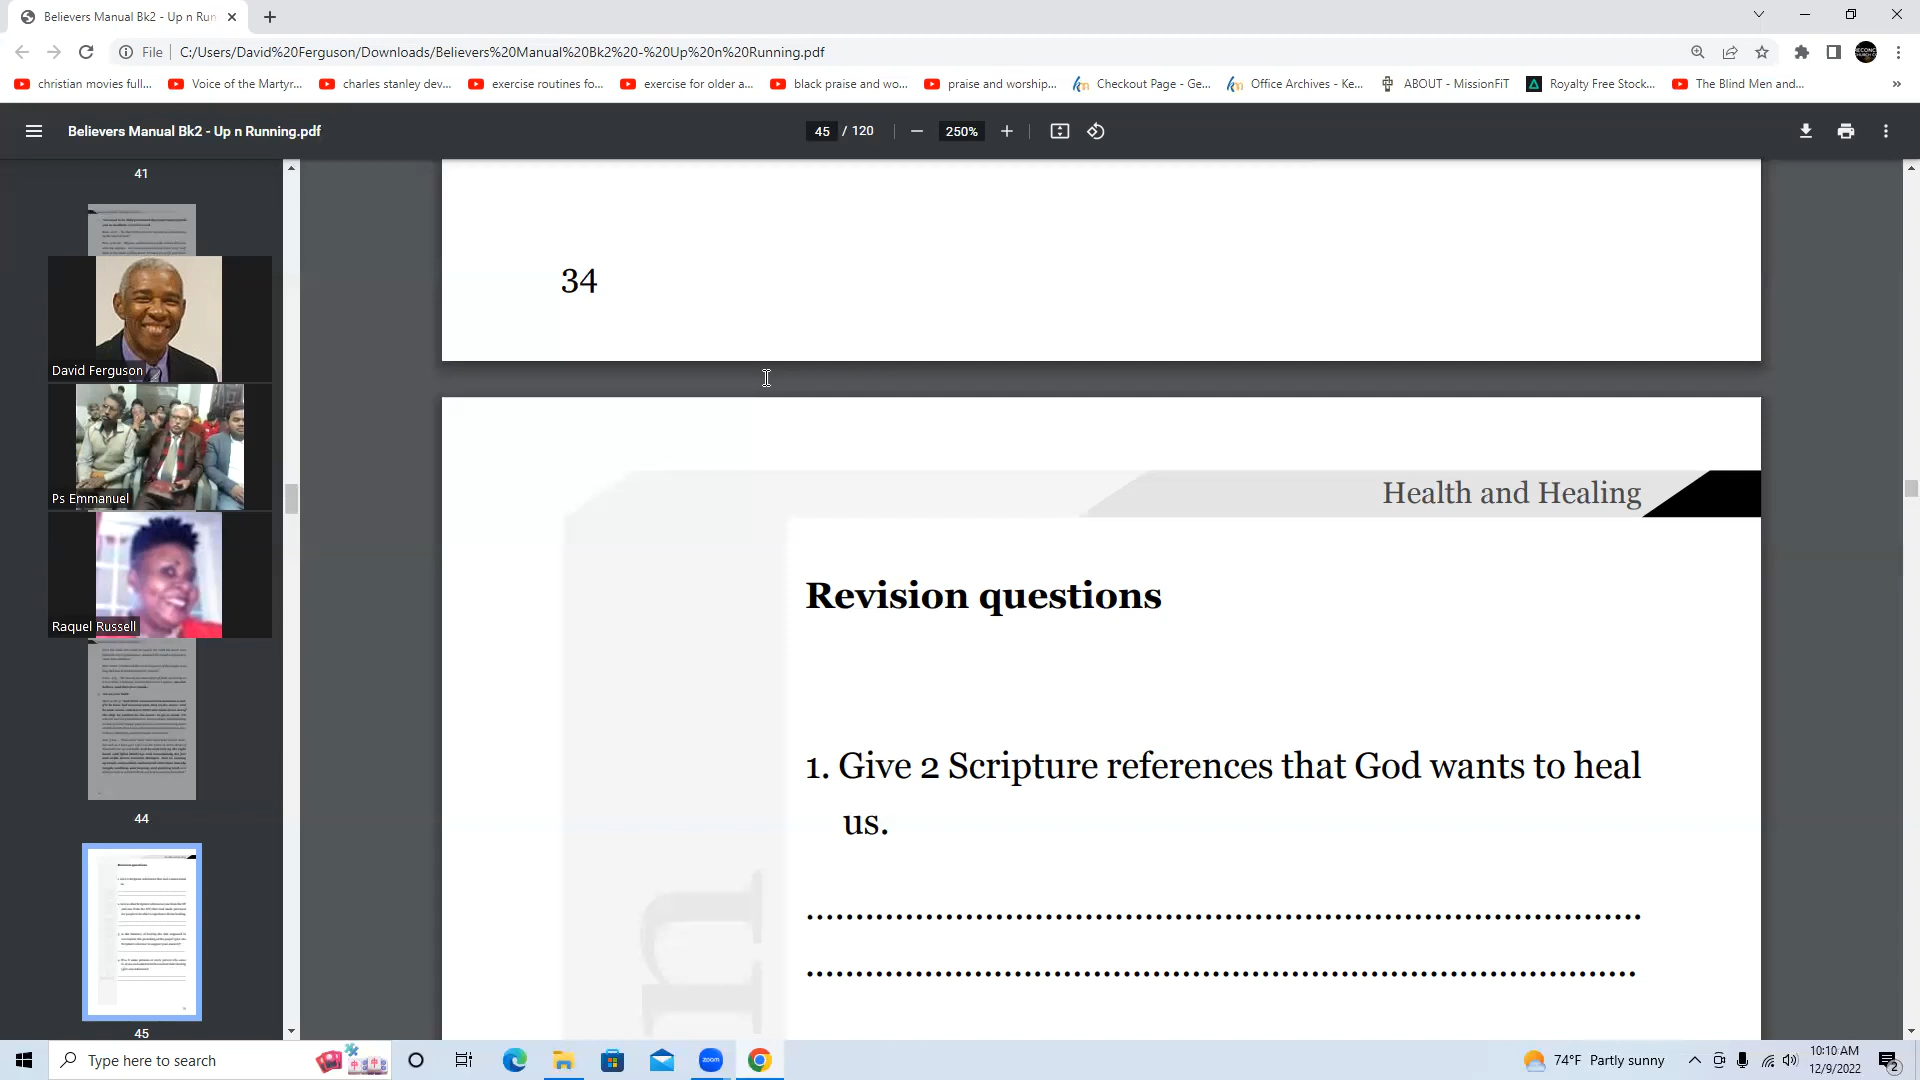 Believers Manual Bk2 - Up n Run
File
C:/Users/David%20Ferguson/Downloads/Believers%20Manual%20Bk2%20-%20Up%20n%20Running.pdf
christian movies full...
Voice of the Martyr...
charles stanley dev...
exercise routines fo...
exercise for older a...
black praise and wo...
praise and worship...
Checkout Page - Ge...
Office Archives - Ke...
ABOUT - MissionFiT
Royalty Free Stock...
The Blind Men and...
»
Believers Manual Bk2 - Up n Running.pdf
45 / 120
250%
41
David Ferguson
Ps Emmanuel
Raquel Russell
44
45
34
Health and Healing
Revision questions
1. Give 2 Scripture references that God wants to heal
us.
n
Type here to search
zoom
74°F Partly sunny
10:10 AM
12/9/2022
2